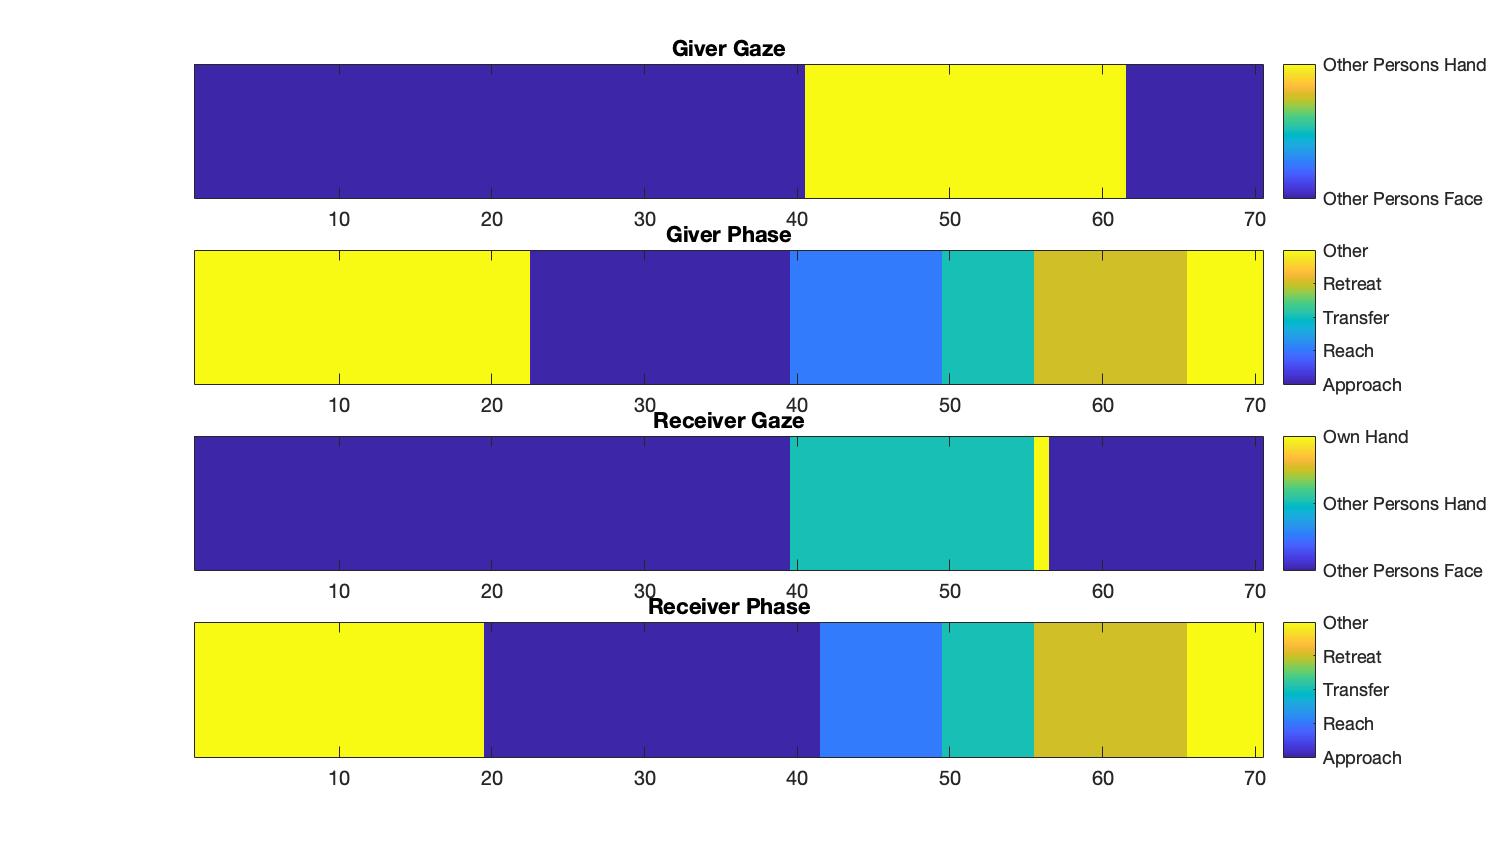 Giver Gaze
Other Persons Hand
Other Persons Face
10 20 30 40 50 60 70
Giver Phase
Other
Retreat
Transfer
Reach
Approach
10 20 30 40 50 60 70
Receiver Gaze
Own Hand
Other Persons Hand
Other Persons Face
10 20 30 40 50 60 70
Receiver Phase
Other
Retreat
Transfer
Reach
Approach
10 20 30 40 50 60 70